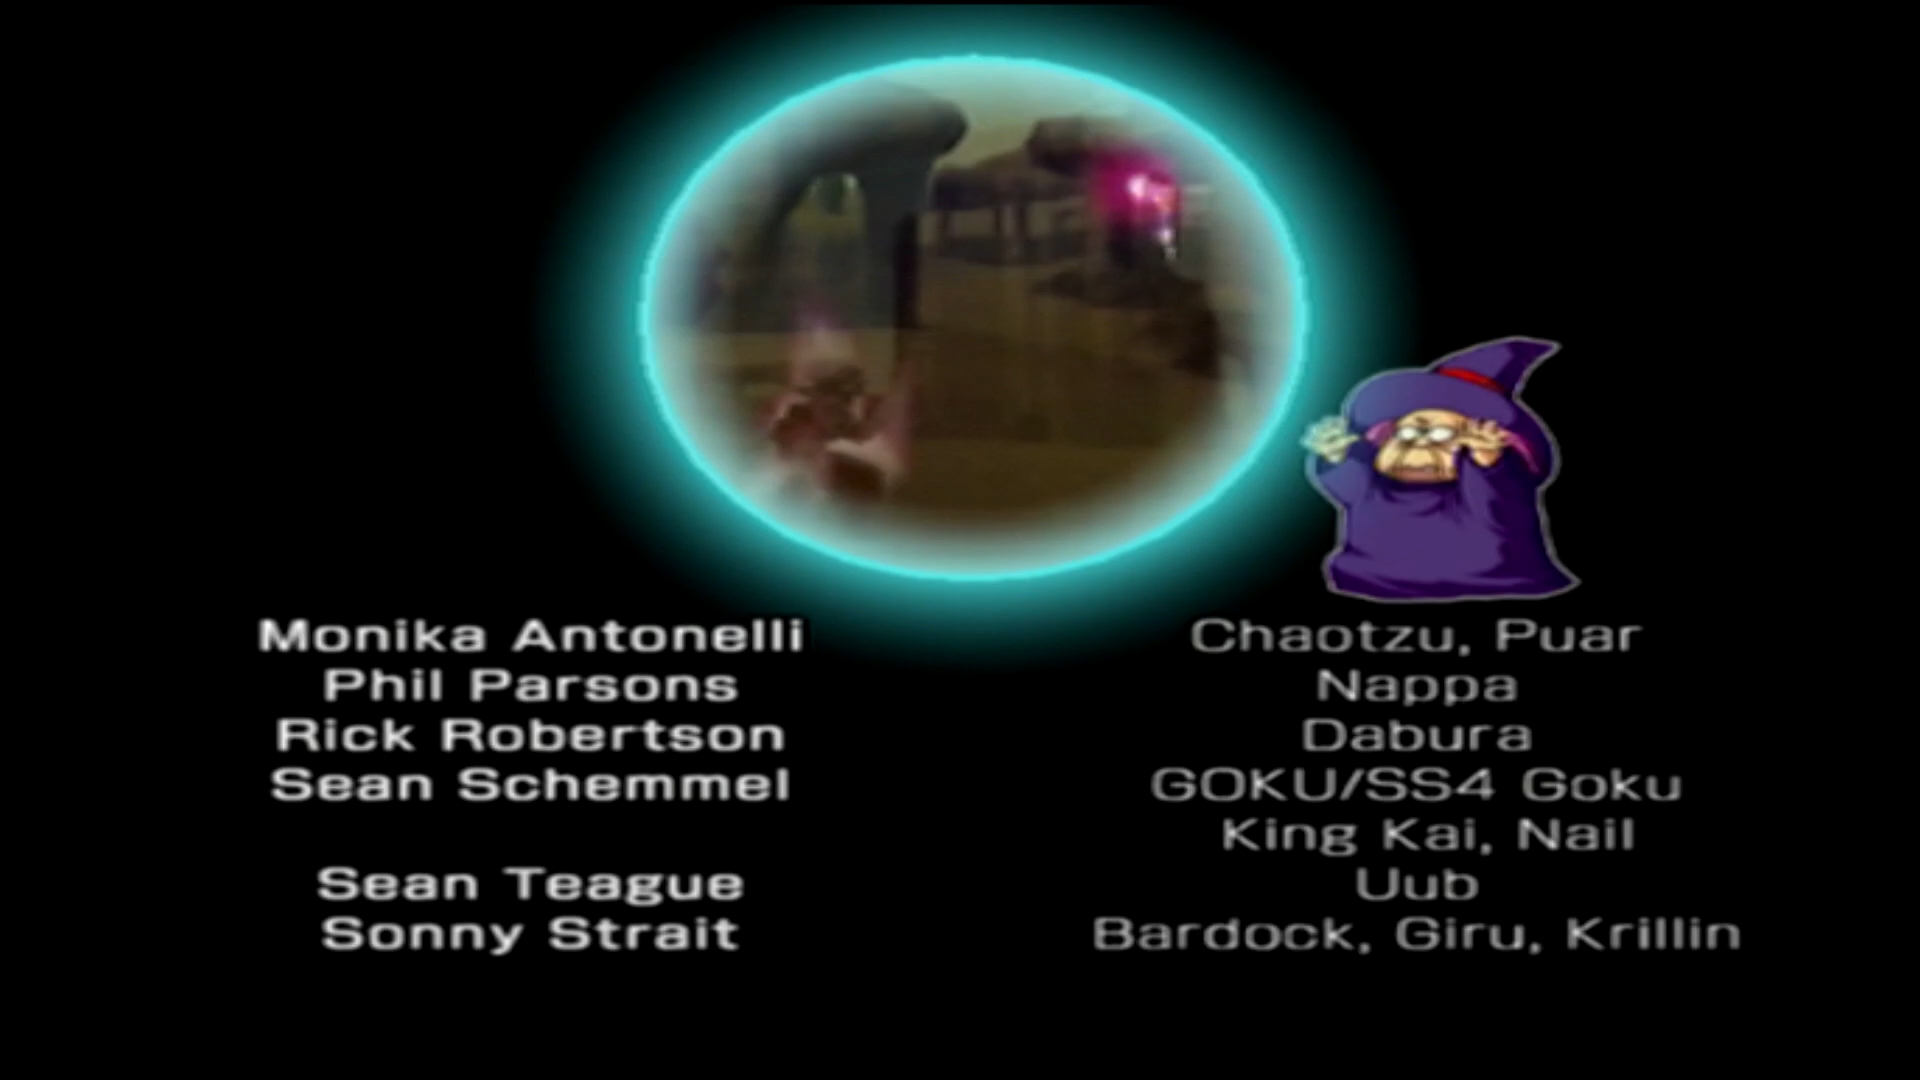 Monika Antonelli Chaotzu, Puar
Phil Parsons Nappa
Rick Robertson Dabura
Sean Schemmel GOKU/SS4 Goku
King Kai, Nail
Sean Teague Uub
Sonny Strait Bardock, Giru, Krillin